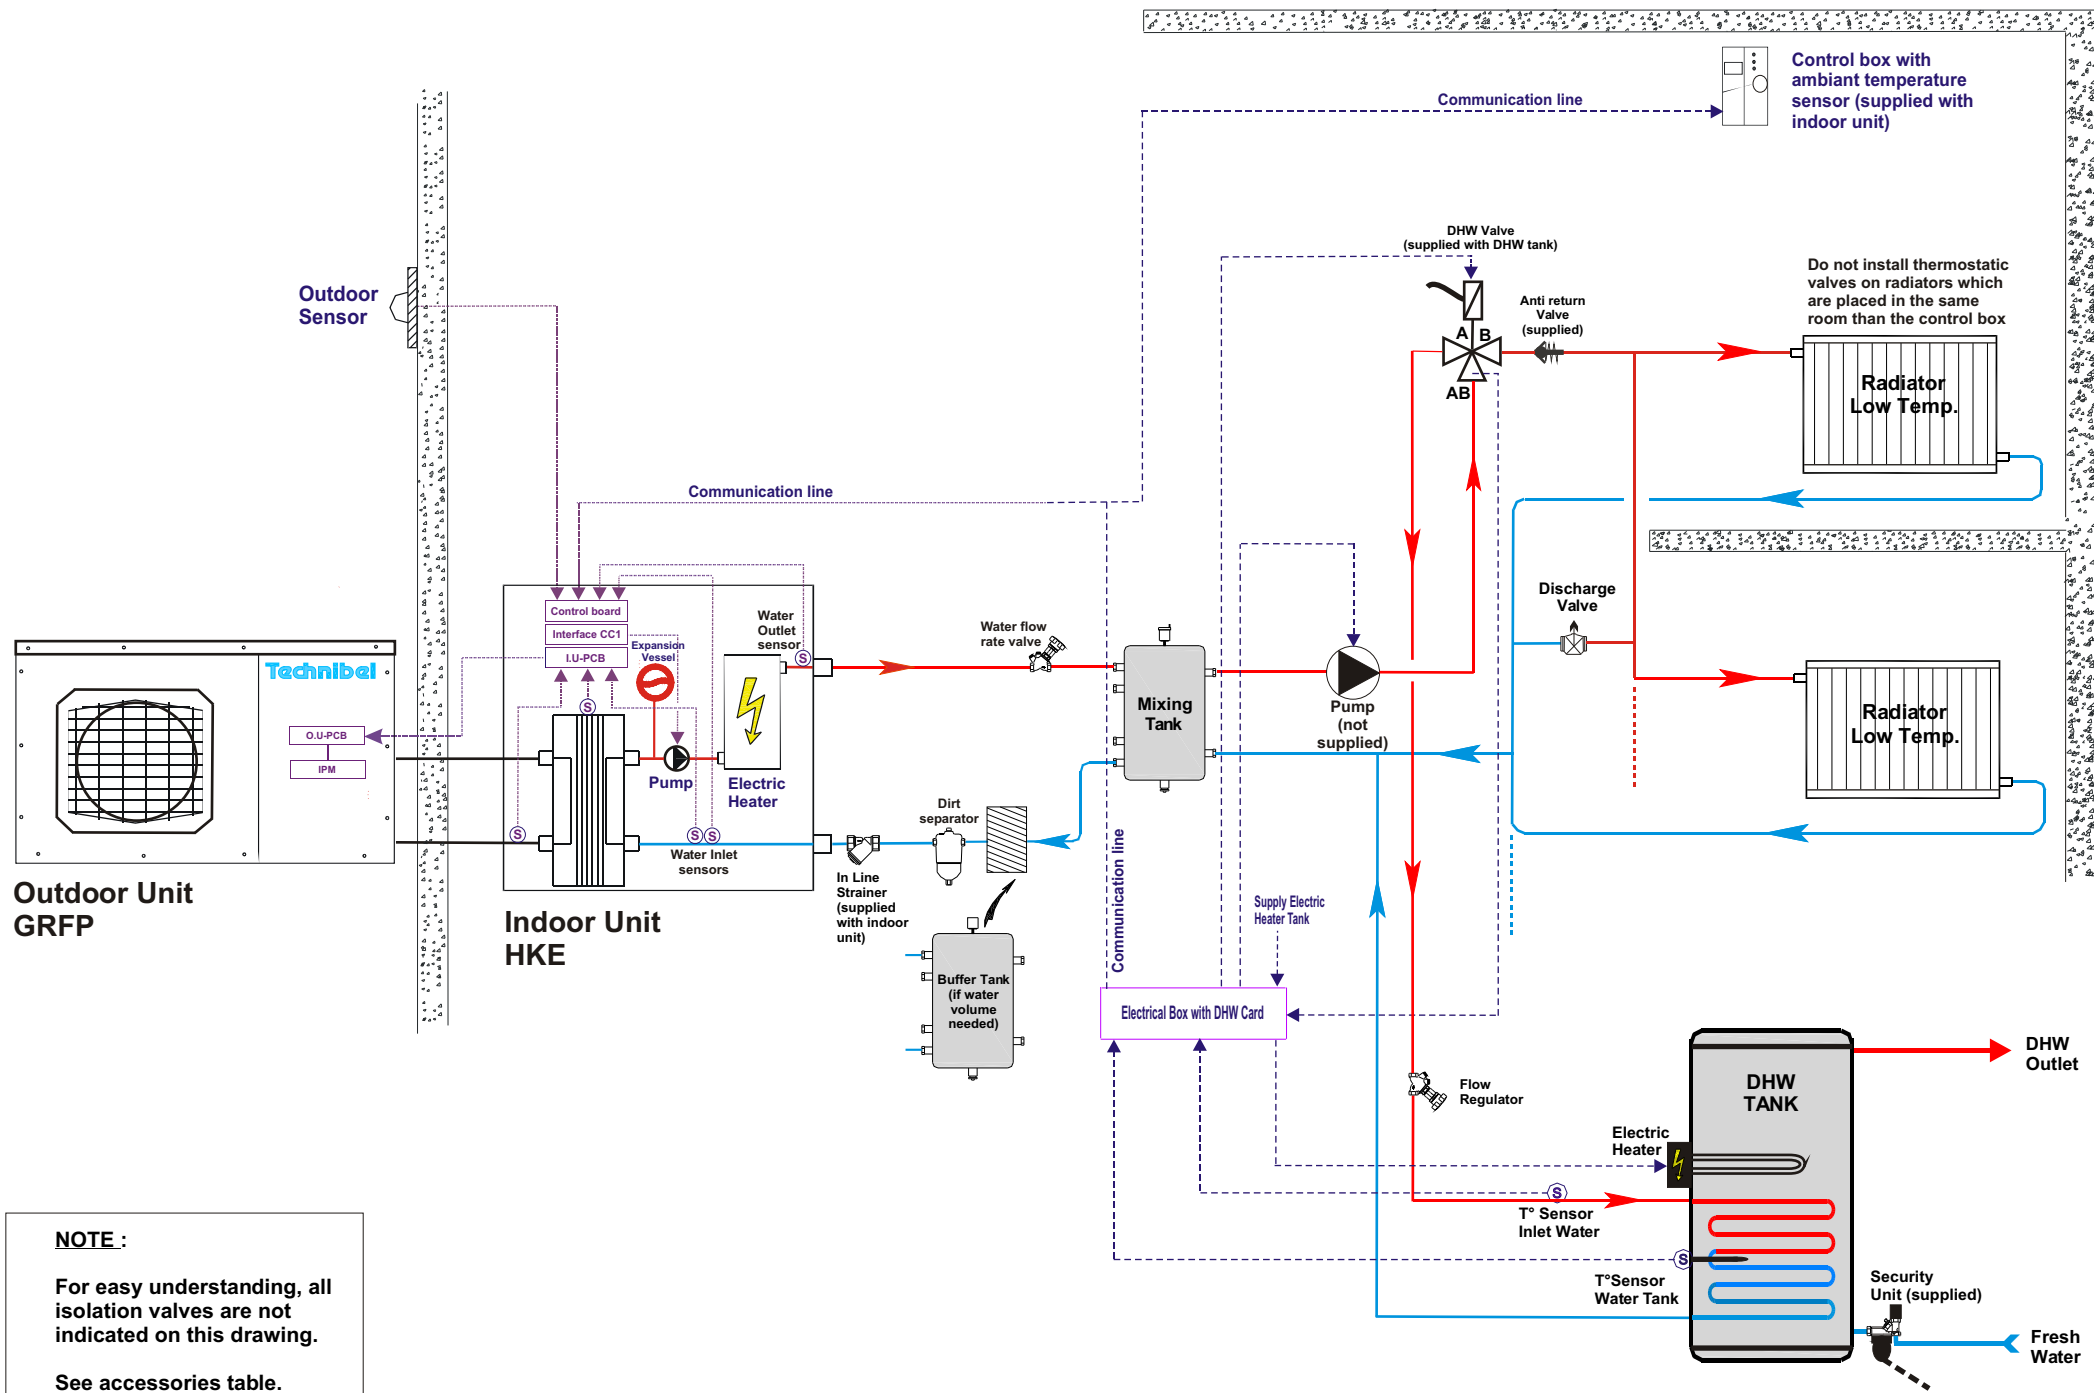 Control box with
ambiant temperature
sensor (supplied with
indoor unit)
Communication line
DHW Valve
(supplied with DHW tank)
Do not install thermostatic
valves on radiators which
are placed in the same
room than the control box
Outdoor
Sensor
Anti return
Valve
(supplied)
A
B
AB
Radiator
Low Temp.
Communication line
Discharge
Valve
Control board
Interface CC1
I.U-PCB
Expansion
Vessel
Water
Outlet
sensor
S
Water flow
rate valve
Technibel
O.U-PCB
IPM
S
Mixing
Tank
Pump
(not
supplied)
Radiator
Low Temp.
Pump
Electric
Heater
S
S
S
Water Inlet
sensors
Dirt
separator
In Line
Strainer
(supplied
with indoor
unit)
Outdoor Unit
GRFP
Indoor Unit
HKE
Communication line
Supply Electric
Heater Tank
Buffer Tank
(if water
volume
needed)
Electrical Box with DHW Card
DHW
TANK
DHW
Outlet
Flow
Regulator
Electric
Heater
S
T° Sensor
Inlet Water
S
T°Sensor
Water Tank
Security
Unit (supplied)
Fresh
Water
NOTE :
For easy understanding, all
isolation valves are not
indicated on this drawing.
See accessories table.